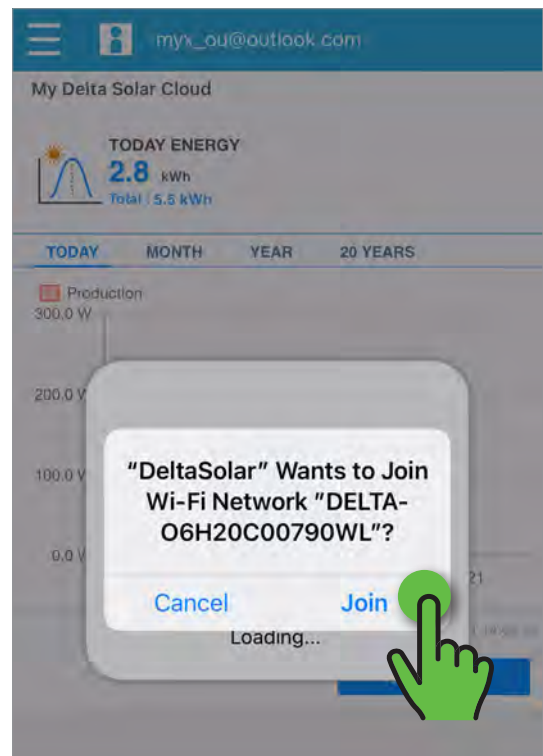 myx_ou@outlook.com
My Delta Solar Cloud
TODAY ENERGY
2.8 kWh
Total : 5.5 kWh
TODAY MONTH YEAR 20 YEARS
Production
300.0 W
200.0 W
100.0 W
0.0 W
"DeltaSolar" Wants to Join
Wi-Fi Network "DELTA-
O6H20C00790WL"?
21
Cancel Join
Loading...